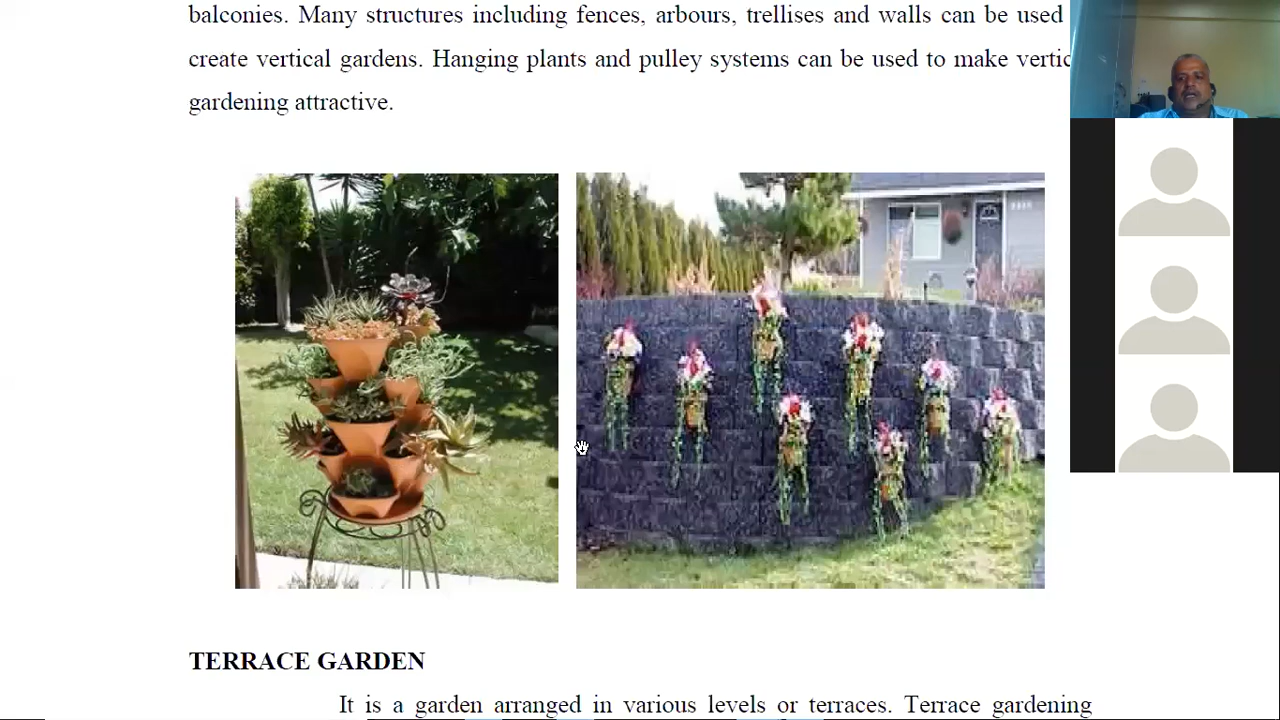 balconies. Many structures including fences, arbours, trellises and walls can be used
create vertical gardens. Hanging plants and pulley systems can be used to make vertic
gardening attractive.
TERRACE GARDEN
It is a garden arranged in various levels or terraces. Terrace gardening